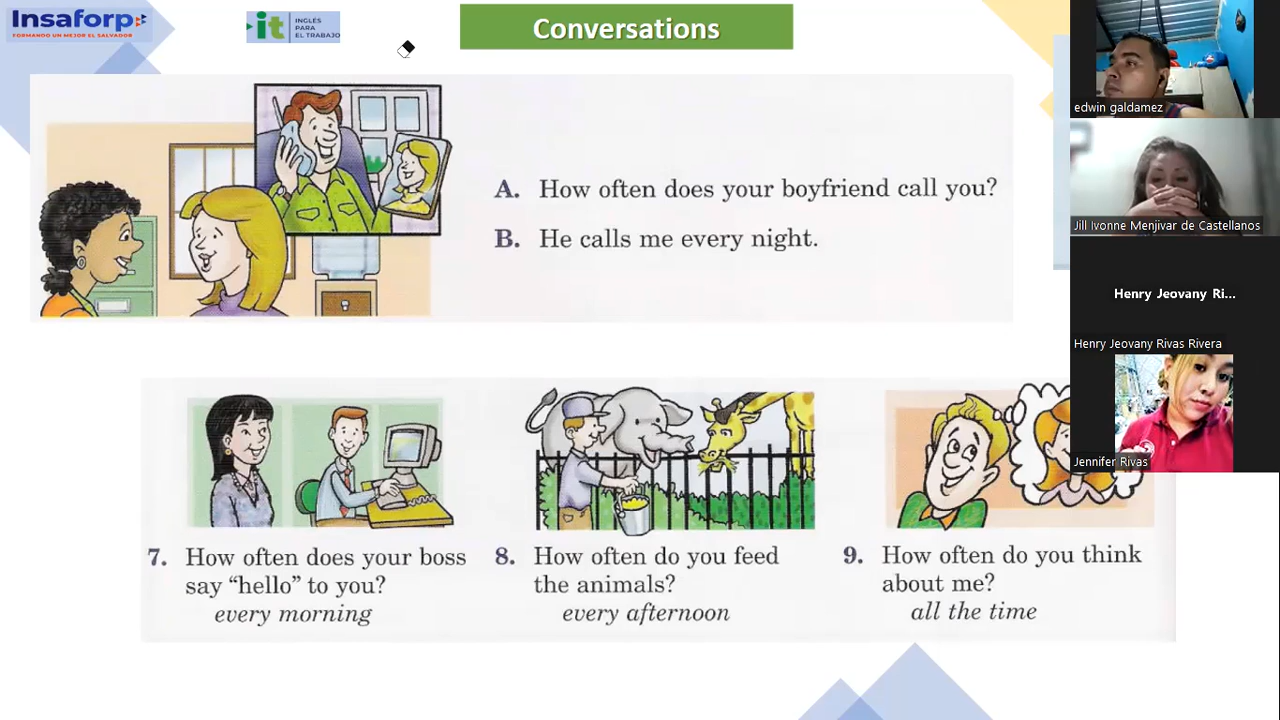 Insaforp
FORMANDO UN MEJOR EL SALVADOR
it
INGLÉS
PARA
EL TRABAJO
Conversations
A. How often does your boyfriend call you?
B. He calls me every night.
7. How often does your boss
say “hello” to you?
every morning
8. How often do you feed
the animals?
every afternoon
9. How often do you think
about me?
all the time
edwin galdamez
Jill Ivonne Menjivar de Castellanos
Henry Jeovany Ri...
Henry Jeovany Rivas Rivera
Jennifer Rivas